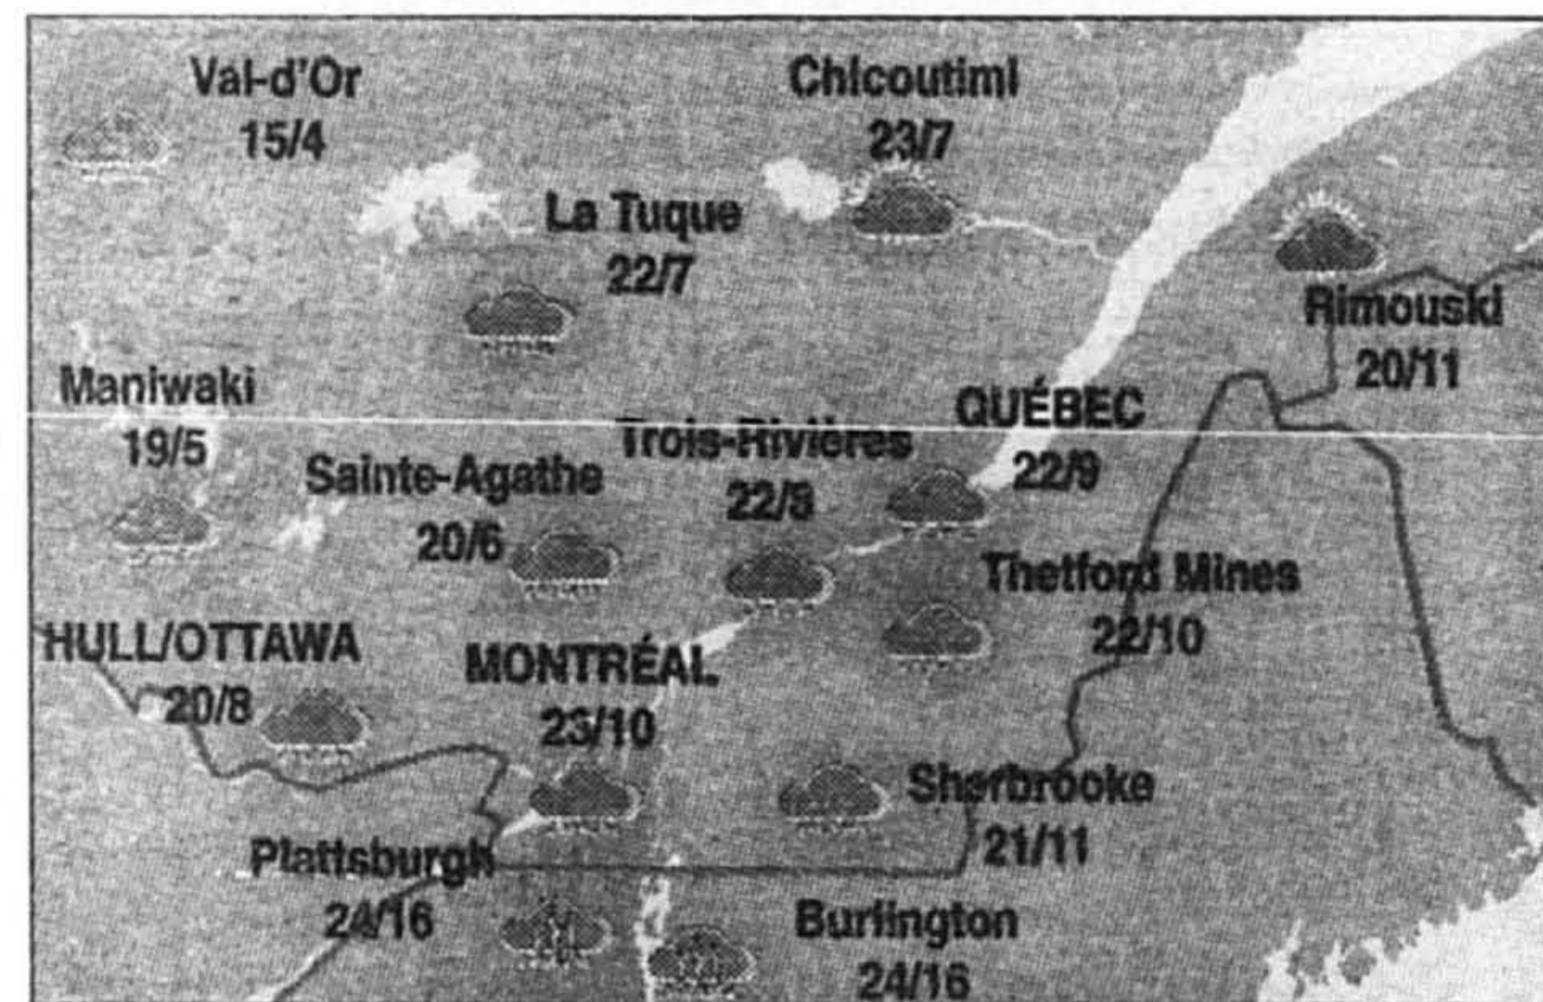 Val-d'Or
15/4
Chicoutimi
23/7
La Tuque
22/7
Rimouski
20/11
Maniwaki
19/5
QUÉBEC
22/9
Trois-Rivières
22/8
Sainte-Agathe
20/6
Thetford Mines
22/10
HULL/OTTAWA
20/8
MONTRÉAL
23/10
Sherbrooke
21/11
Plattsburgh
24/16
Burlington
24/16